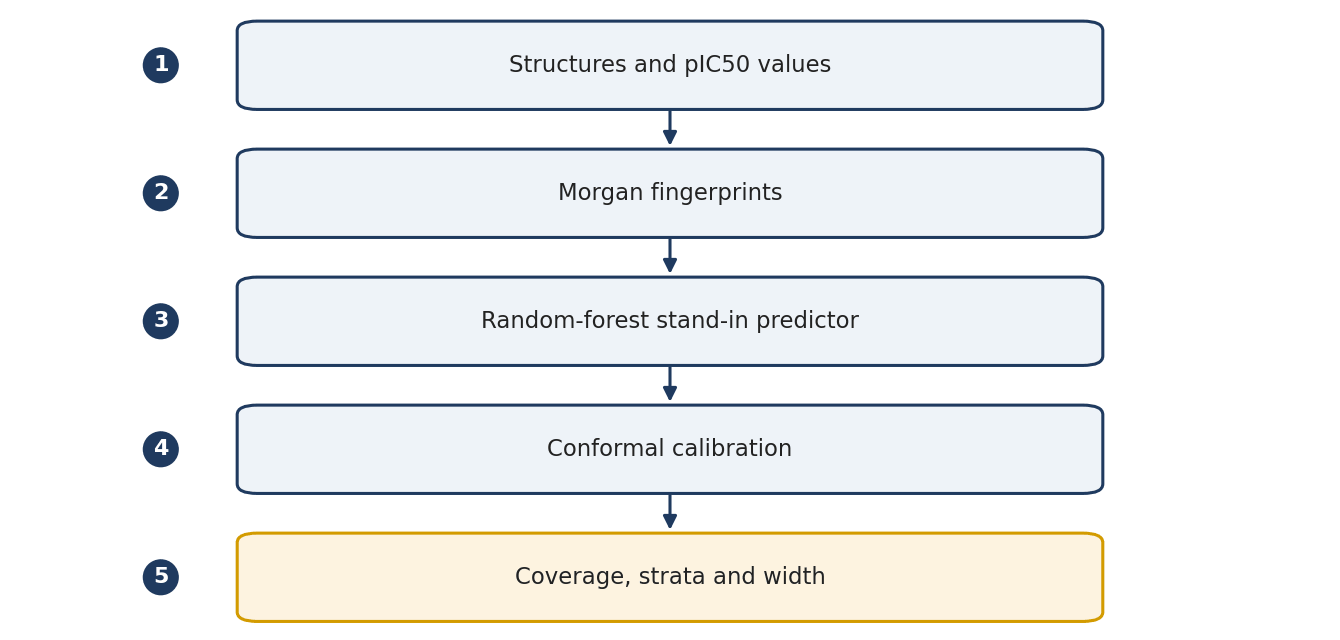 1 Structures and pIC50 values
2 Morgan fingerprints
3 Random-forest stand-in predictor
4 Conformal calibration
5 Coverage, strata and width